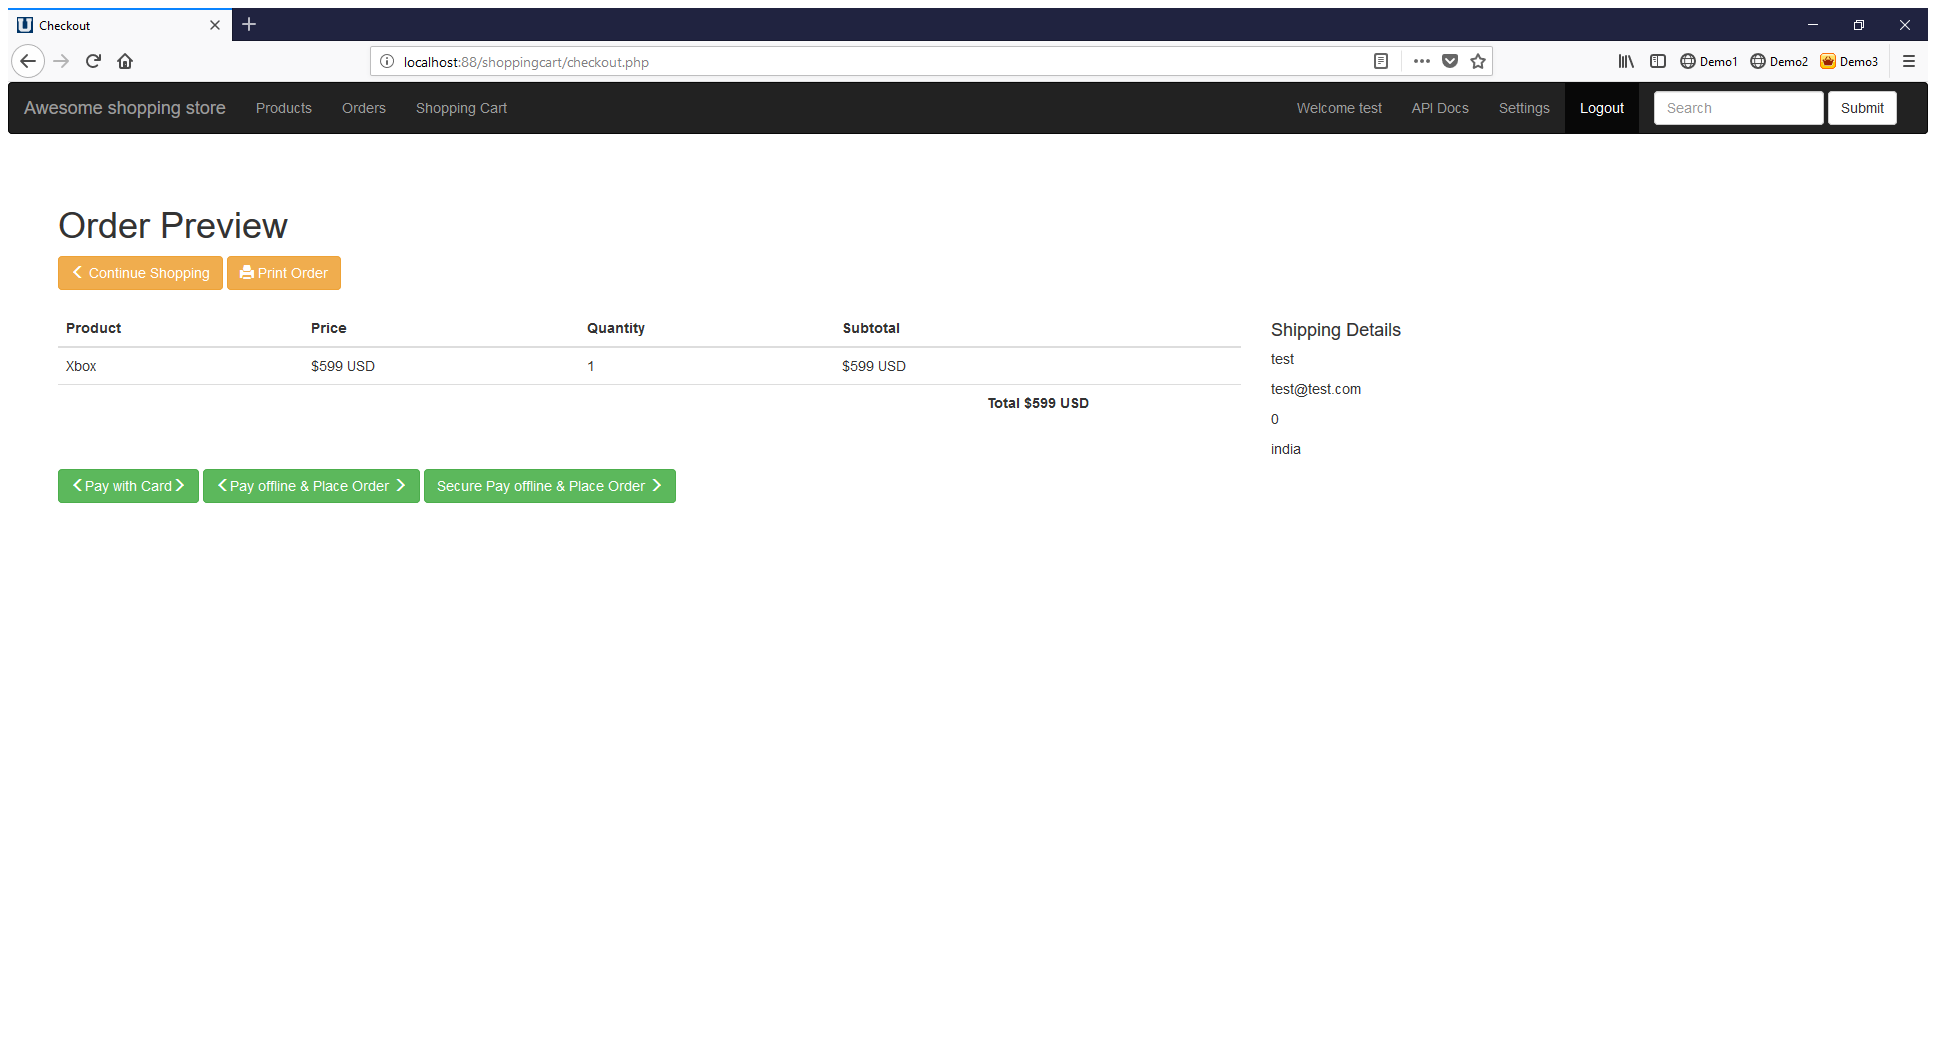 Checkout
localhost:88/shoppingcart/checkout.php
Demo1 Demo2 Demo3
Awesome shopping store Products Orders Shopping Cart Welcome test API Docs Settings Logout Search Submit
Order Preview
Continue Shopping Print Order
Product Price Quantity Subtotal
Xbox $599 USD 1 $599 USD
Total $599 USD
Shipping Details
test
test@test.com
0
india
Pay with Card Pay offline & Place Order Secure Pay offline & Place Order